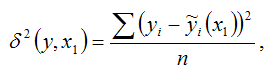 δ²(y, x₁) = ∑(yᵢ − ỹᵢ(x₁))² / n,